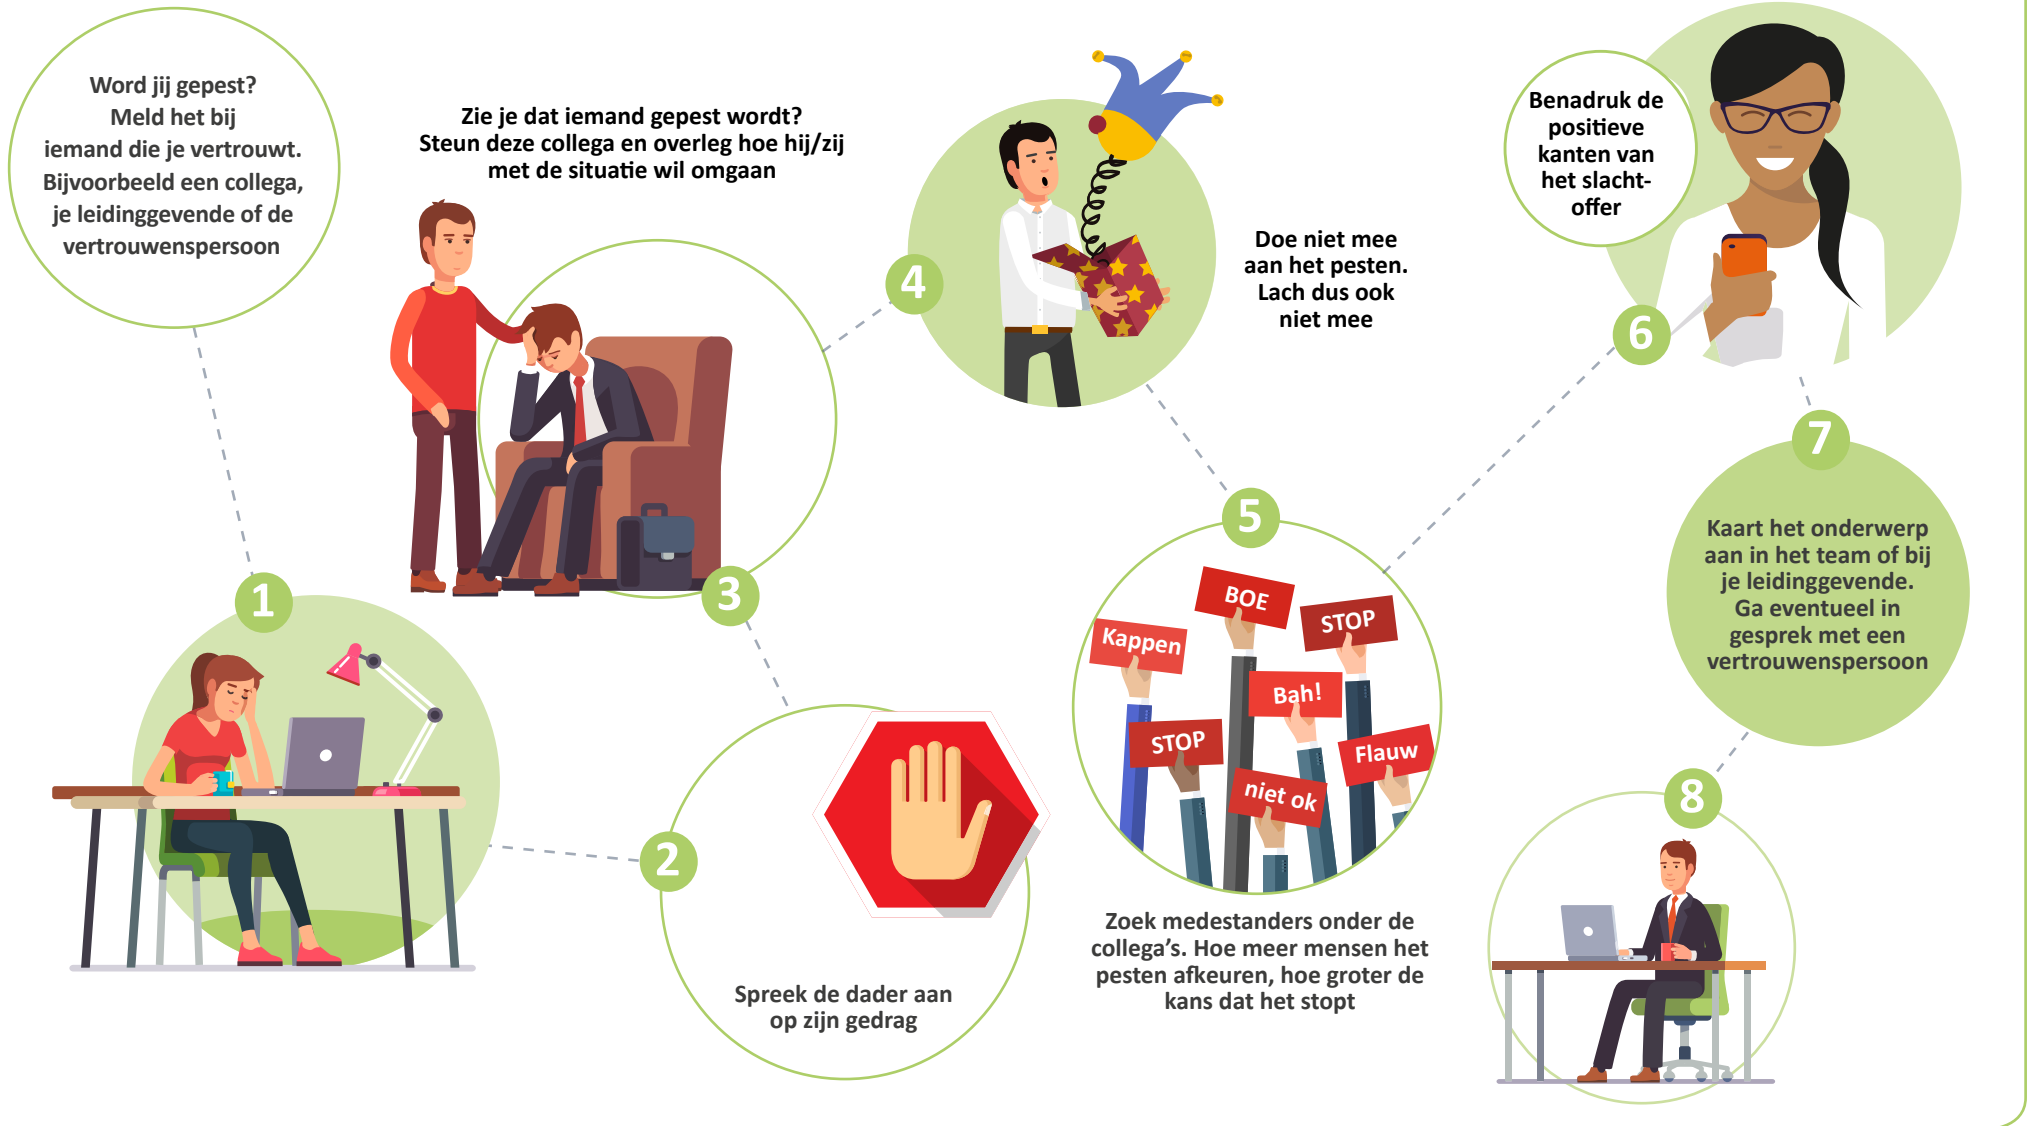 Word jij gepest?
Meld het bij
iemand die je vertrouwt.
Bijvoorbeeld een collega,
je leidinggevende of de
vertrouwenspersoon
1
2
Spreek de dader aan
op zijn gedrag
Zie je dat iemand gepest wordt?
Steun deze collega en overleg hoe hij/zij
met de situatie wil omgaan
3
4
Doe niet mee
aan het pesten.
Lach dus ook
niet mee
5
BOE
STOP
Kappen
Bah!
STOP
Flauw
niet ok
Zoek medestanders onder de
collega’s. Hoe meer mensen het
pesten afkeuren, hoe groter de
kans dat het stopt
Benadruk de
positieve
kanten van
het slacht-
offer
6
7
Kaart het onderwerp
aan in het team of bij
je leidinggevende.
Ga eventueel in
gesprek met een
vertrouwenspersoon
8